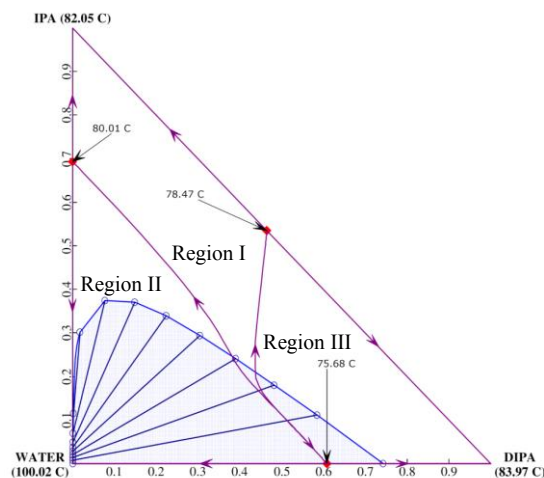 IPA (82.05 C)
0.9
0.8
80.01 C
0.7
78.47 C
0.6
0.5
Region I
0.4
Region II
0.3
Region III
75.68 C
0.2
0.1
WATER
(100.02 C)
0.1
0.2
0.3
0.4
0.5
0.6
0.7
0.8
0.9
DIPA
(83.97 C)